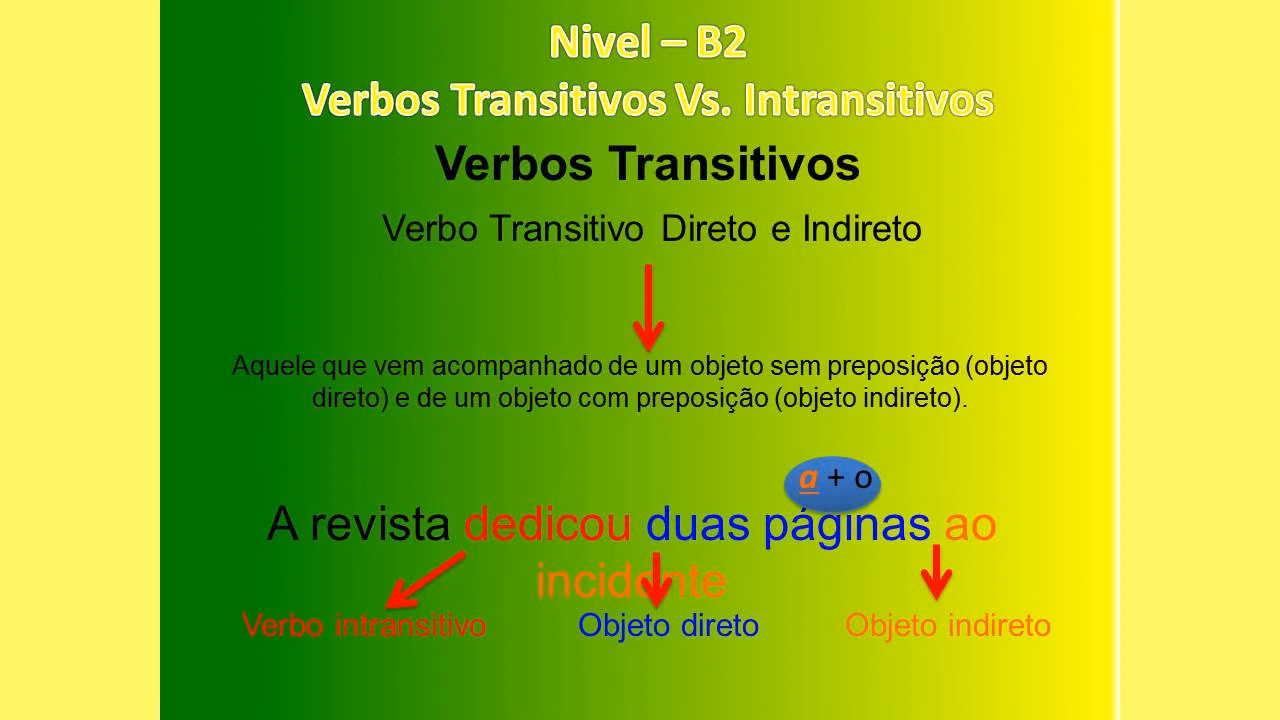 Nivel – B2
Verbos Transitivos Vs. Intransitivos
Verbos Transitivos
Verbo Transitivo Direto e Indireto
Aquele que vem acompanhado de um objeto sem preposição (objeto
direto) e de um objeto com preposição (objeto indireto).
a + o
A revista dedicou duas páginas ao
incidente
Verbo intransitivo Objeto direto Objeto indireto